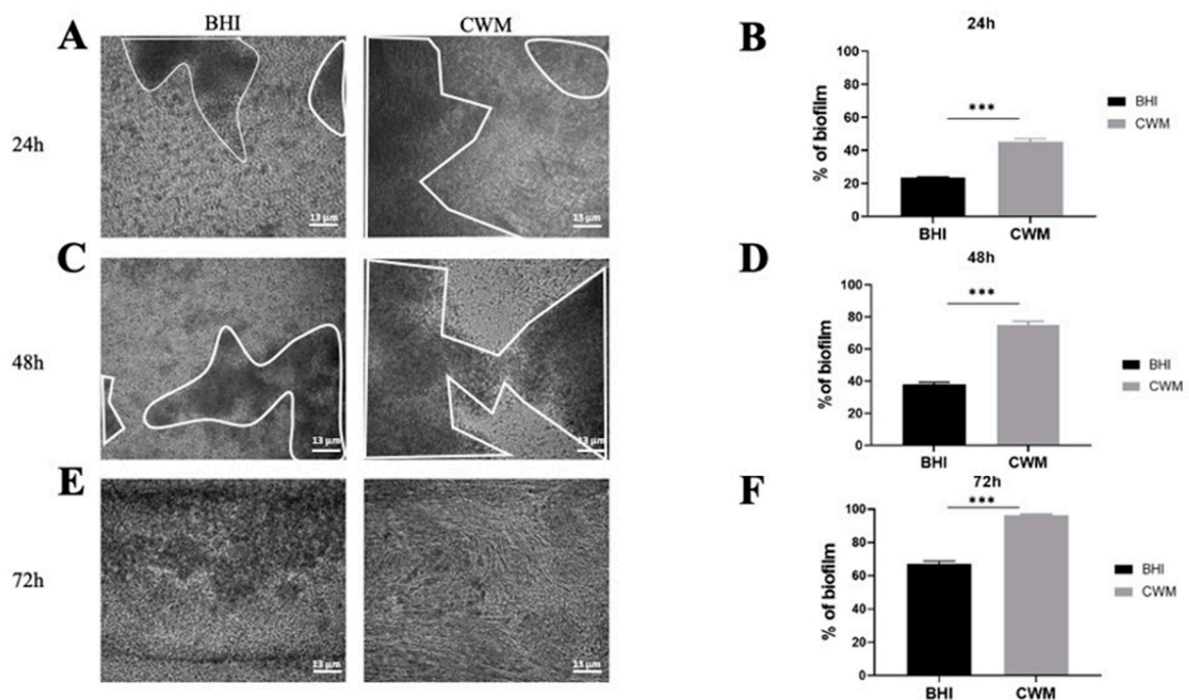 BHI CWM
A
24h
13 µm 13 µm
B
24h
% of biofilm
100
80
60
40
20
0
***
BHI CWM
BHI
CWM
C
48h
13 µm 13 µm
D
48h
%of biofilm
100
80
60
40
20
0
***
BHI CWM
BHI
CWM
E
72h
13 µm 13 µm
F
72h
% of biofilm
100
80
60
40
20
0
***
BHI CWM
BHI
CWM